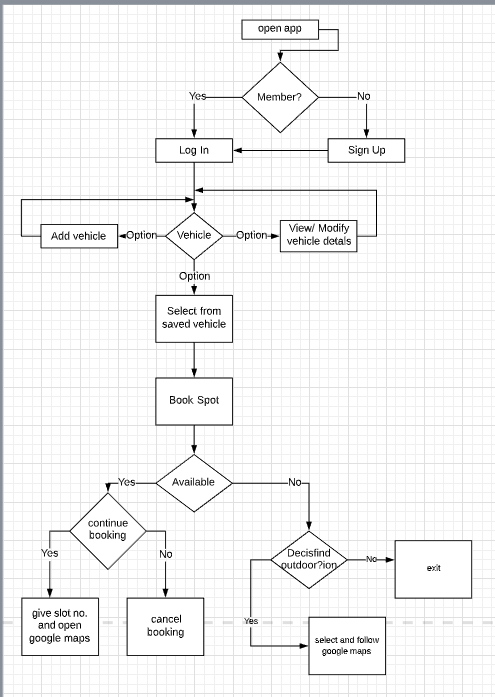 open app
Member?
Yes
No
Log In
Sign Up
Add vehicle
Option
Vehicle
Option
View/ Modify
vehicle detals
Option
Select from
saved vehicle
Book Spot
Yes
Available
No
continue
booking
Decisfind
outdoor?ion
Yes
No
No
exit
give slot no.
and open
google maps
cancel
booking
Yes
select and follow
google maps